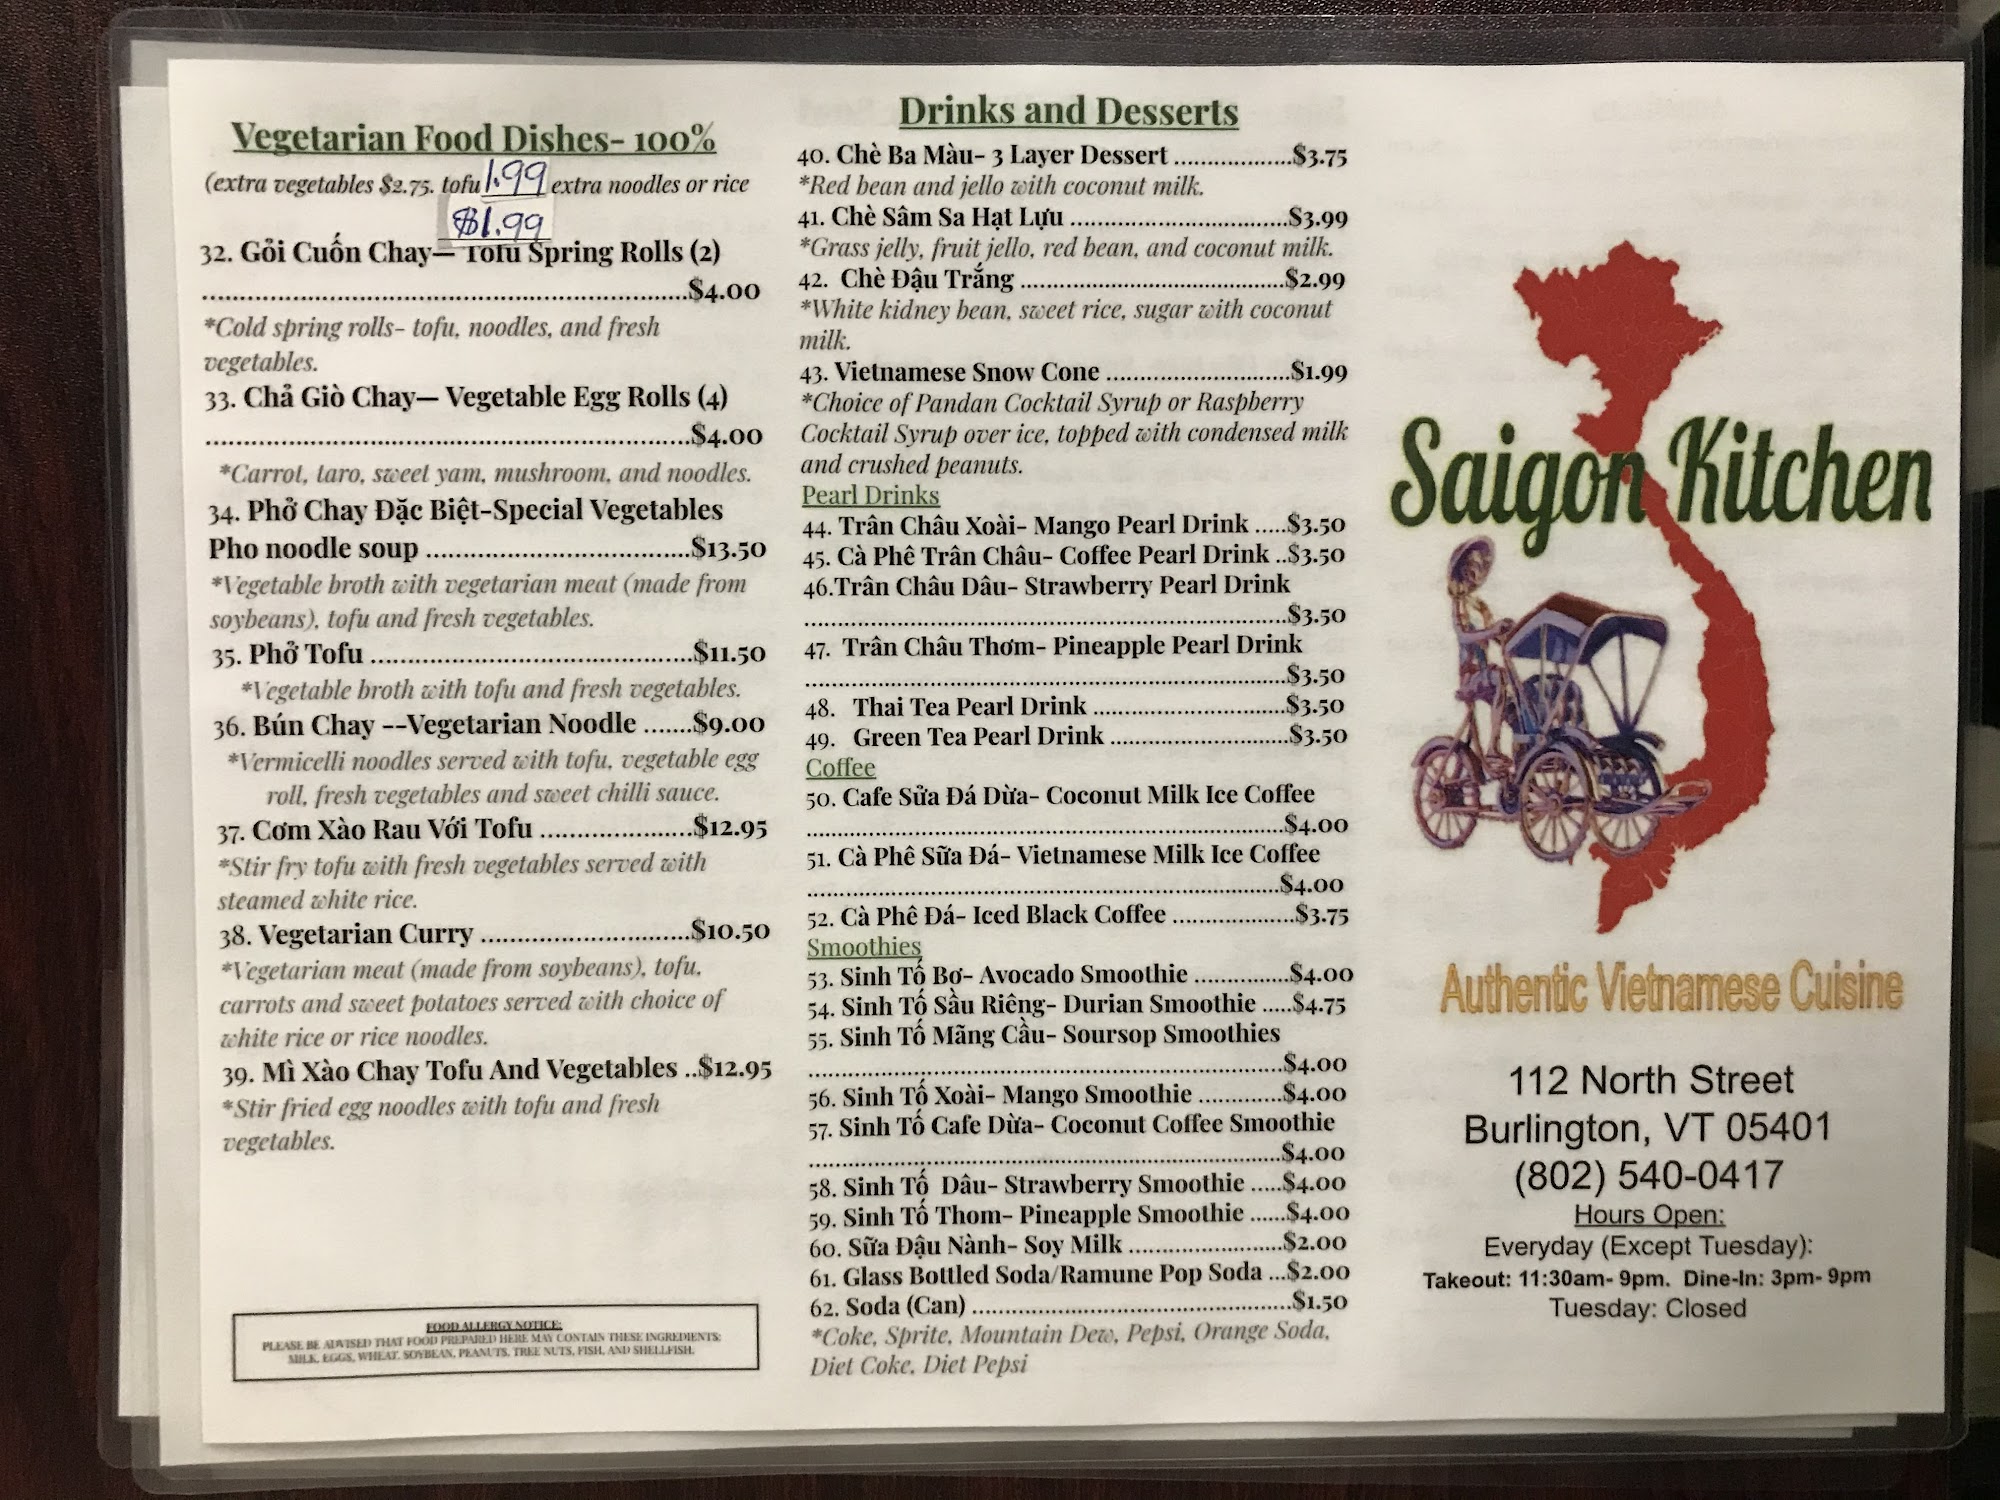 Vegetarian Food Dishes- 100%
(extra vegetables $2.75. tofu 1.99 extra noodles or rice
$1.99
32. Gỏi Cuốn Chay— Tofu Spring Rolls (2)
...............................................................$4.00
*Cold spring rolls- tofu, noodles, and fresh
vegetables.
33. Chả Giò Chay— Vegetable Egg Rolls (4)
...............................................................$4.00
*Carrot, taro, sweet yam, mushroom, and noodles.
34. Phở Chay Đặc Biệt-Special Vegetables
Pho noodle soup ..................................$13.50
*Vegetable broth with vegetarian meat (made from
soybeans), tofu and fresh vegetables.
35. Phở Tofu ..........................................$11.50
*Vegetable broth with tofu and fresh vegetables.
36. Bún Chay --Vegetarian Noodle .......$9.00
*Vermicelli noodles served with tofu, vegetable egg
roll, fresh vegetables and sweet chilli sauce.
37. Cơm Xào Rau Với Tofu ....................$12.95
*Stir fry tofu with fresh vegetables served with
steamed white rice.
38. Vegetarian Curry ...........................$10.50
*Vegetarian meat (made from soybeans), tofu,
carrots and sweet potatoes served with choice of
white rice or rice noodles.
39. Mì Xào Chay Tofu And Vegetables ..$12.95
*Stir fried egg noodles with tofu and fresh
vegetables.
FOOD ALLERGY NOTICE:
PLEASE BE ADVISED THAT FOOD PREPARED HERE MAY CONTAIN THESE INGREDIENTS:
MILK, EGGS, WHEAT, SOYBEAN, PEANUTS, TREE NUTS, FISH, AND SHELLFISH.
Drinks and Desserts
40. Chè Ba Màu- 3 Layer Dessert ..................$3.75
*Red bean and jello with coconut milk.
41. Chè Sâm Sa Hạt Lựu .................................$3.99
*Grass jelly, fruit jello, red bean, and coconut milk.
42. Chè Đậu Trắng ........................................$2.99
*White kidney bean, sweet rice, sugar with coconut
milk.
43. Vietnamese Snow Cone ............................$1.99
*Choice of Pandan Cocktail Syrup or Raspberry
Cocktail Syrup over ice, topped with condensed milk
and crushed peanuts.
Pearl Drinks
44. Trân Châu Xoài- Mango Pearl Drink .....$3.50
45. Cà Phê Trân Châu- Coffee Pearl Drink ..$3.50
46.Trân Châu Dâu- Strawberry Pearl Drink
.........................................................................$3.50
47. Trân Châu Thơm- Pineapple Pearl Drink
.........................................................................$3.50
48. Thai Tea Pearl Drink .............................$3.50
49. Green Tea Pearl Drink ...........................$3.50
Coffee
50. Cafe Sửa Đá Dừa- Coconut Milk Ice Coffee
.........................................................................$4.00
51. Cà Phê Sữa Đá- Vietnamese Milk Ice Coffee
.........................................................................$4.00
52. Cà Phê Đá- Iced Black Coffee ..................$3.75
Smoothies
53. Sinh Tố Bơ- Avocado Smoothie ..............$4.00
54. Sinh Tố Sầu Riêng- Durian Smoothie .....$4.75
55. Sinh Tố Mãng Cầu- Soursop Smoothies
.........................................................................$4.00
56. Sinh Tố Xoài- Mango Smoothie ............$4.00
57. Sinh Tố Cafe Dừa- Coconut Coffee Smoothie
.........................................................................$4.00
58. Sinh Tố Dâu- Strawberry Smoothie .....$4.00
59. Sinh Tố Thom- Pineapple Smoothie ......$4.00
60. Sữa Đậu Nành- Soy Milk .......................$2.00
61. Glass Bottled Soda/Ramune Pop Soda ...$2.00
62. Soda (Can) ................................................$1.50
*Coke, Sprite, Mountain Dew, Pepsi, Orange Soda,
Diet Coke, Diet Pepsi
Saigon Kitchen
Authentic Vietnamese Cuisine
112 North Street
Burlington, VT 05401
(802) 540-0417
Hours Open:
Everyday (Except Tuesday):
Takeout: 11:30am- 9pm. Dine-In: 3pm- 9pm
Tuesday: Closed